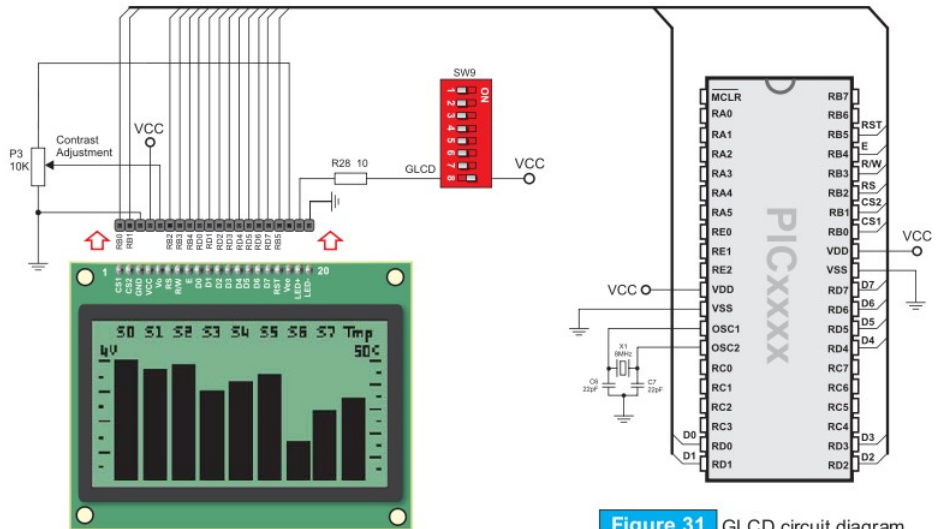 SW9
ON
1
2
3
4
5
6
7
8
VCC
Contrast
Adjustment
P3
10K
R28 10
GLCD
VCC
RB0
RB1
RB2
RB3
RB4
RD0
RD1
RD2
RD3
RD4
RD5
RD6
RD7
RB5
1
20
CS1
CS2
GND
VCC
Vo
RS
R/W
E
D0
D1
D2
D3
D4
D5
D6
D7
RST
Vee
LED+
LED-
S0 S1 S2 S3 S4 S5 S6 S7 Tmp
4V
50C
PICxxxx
MCLR
RA0
RA1
RA2
RA3
RA4
RA5
RE0
RE1
RE2
VCC
VDD
VSS
OSC1
OSC2
RC0
RC1
RC2
RC3
D0 RD0
D1 RD1
RB7
RB6
RB5 RST
RB4 E
RB3 R/W
RB2 RS
RB1 CS2
RB0 CS1
VDD VCC
VSS
RD7 D7
RD6 D6
RD5 D5
RD4 D4
RC7
RC6
RC5
RC4
RD3 D3
RD2 D2
X1
8MHz
C6
22pF
C7
22pF
Figure 31 GLCD circuit diagram